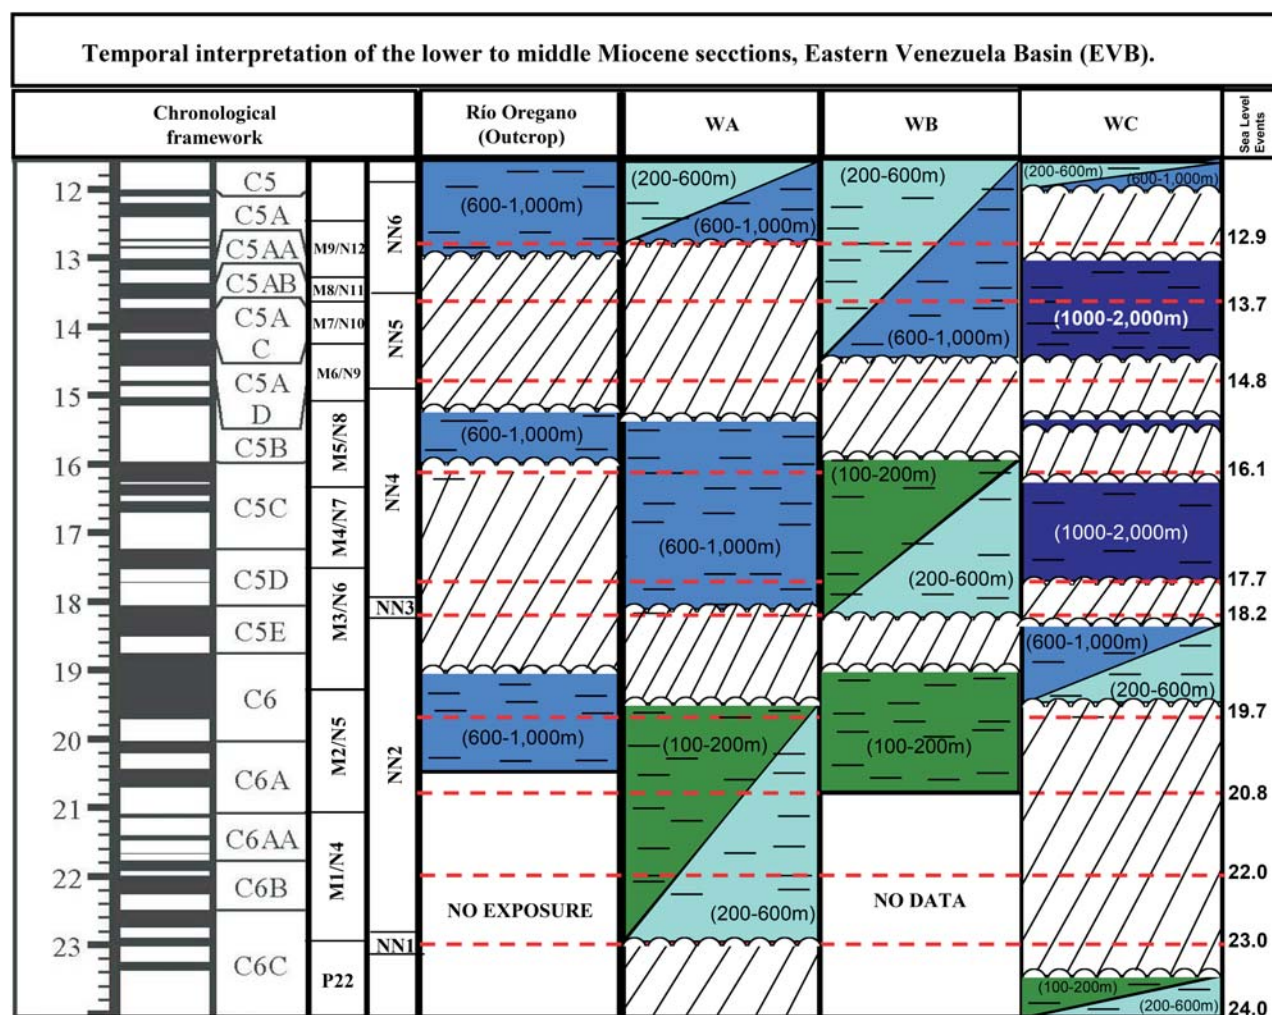 Temporal interpretation of the lower to middle Miocene secctions, Eastern Venezuela Basin (EVB).
Chronological
framework
Río Oregano
(Outcrop)
WA
WB
WC
Sea Level
Events
12
13
14
15
16
17
18
19
20
21
22
23
C5
C5A
C5AA
C5AB
C5A
C
C5A
D
C5B
C5C
C5D
C5E
C6
C6A
C6AA
C6B
C6C
M9/N12
M8/N11
M7/N10
M6/N9
M5/N8
M4/N7
M3/N6
M2/N5
M1/N4
P22
NN6
NN5
NN4
NN3
NN2
NN1
(600-1,000m)
(600-1,000m)
(600-1,000m)
NO EXPOSURE
(200-600m)
(600-1,000m)
(600-1,000m)
(100-200m)
(200-600m)
(200-600m)
(600-1,000m)
(100-200m)
(200-600m)
(100-200m)
NO DATA
(200-600m)
(600-1,000m)
(1000-2,000m)
(1000-2,000m)
(600-1,000m)
(200-600m)
(100-200m)
(200-600m)
12.9
13.7
14.8
16.1
17.7
18.2
19.7
20.8
22.0
23.0
24.0